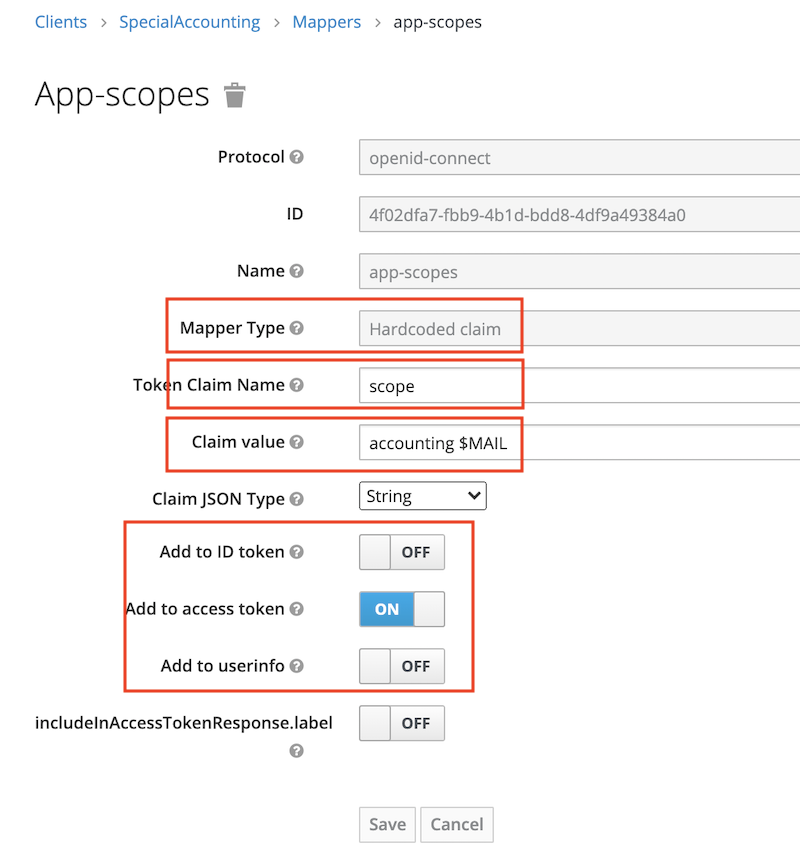 Clients > SpecialAccounting > Mappers > app-scopes
App-scopes
Protocol openid-connect
ID 4f02dfa7-fbb9-4b1d-bdd8-4df9a49384a0
Name app-scopes
Mapper Type Hardcoded claim
Token Claim Name scope
Claim value accounting $MAIL
Claim JSON Type String
Add to ID token OFF
Add to access token ON
Add to userinfo OFF
includeInAccessTokenResponse.label OFF
Save Cancel